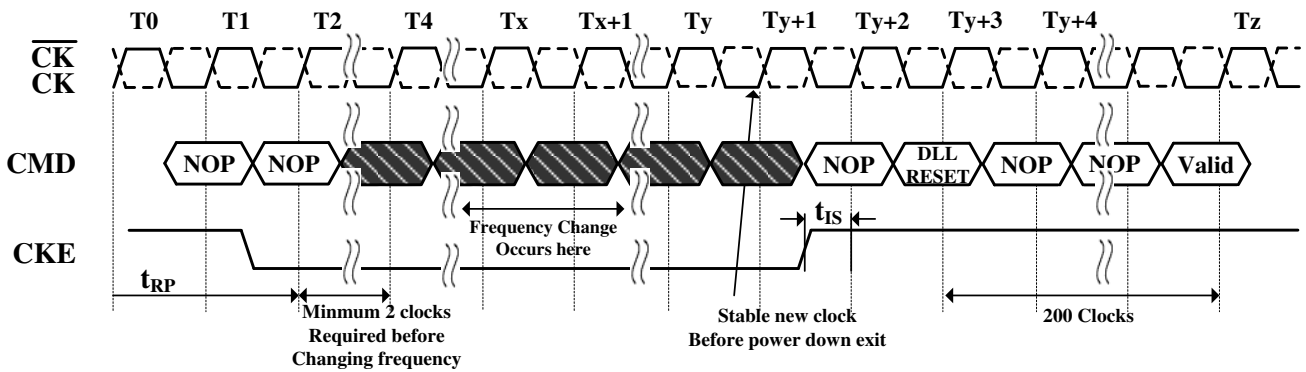 T0 T1 T2 T4 Tx Tx+1 Ty Ty+1 Ty+2 Ty+3 Ty+4 Tz
CK
CK
CMD NOP NOP NOP DLL RESET NOP NOP Valid
tIS
Frequency Change
Occurs here
CKE
tRP
Minmum 2 clocks
Required before
Changing frequency
Stable new clock
Before power down exit
200 Clocks